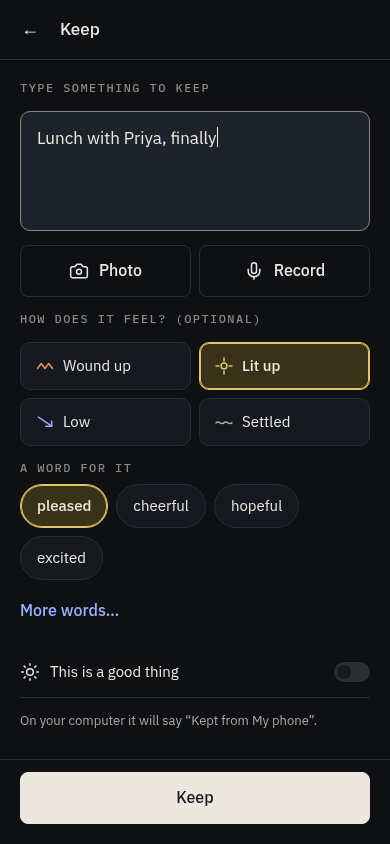 ← Keep
TYPE SOMETHING TO KEEP
Lunch with Priya, finally
Photo
Record
HOW DOES IT FEEL? (OPTIONAL)
Wound up
Lit up
Low
Settled
A WORD FOR IT
pleased
cheerful
hopeful
excited
More words…
This is a good thing
On your computer it will say “Kept from My phone”.
Keep